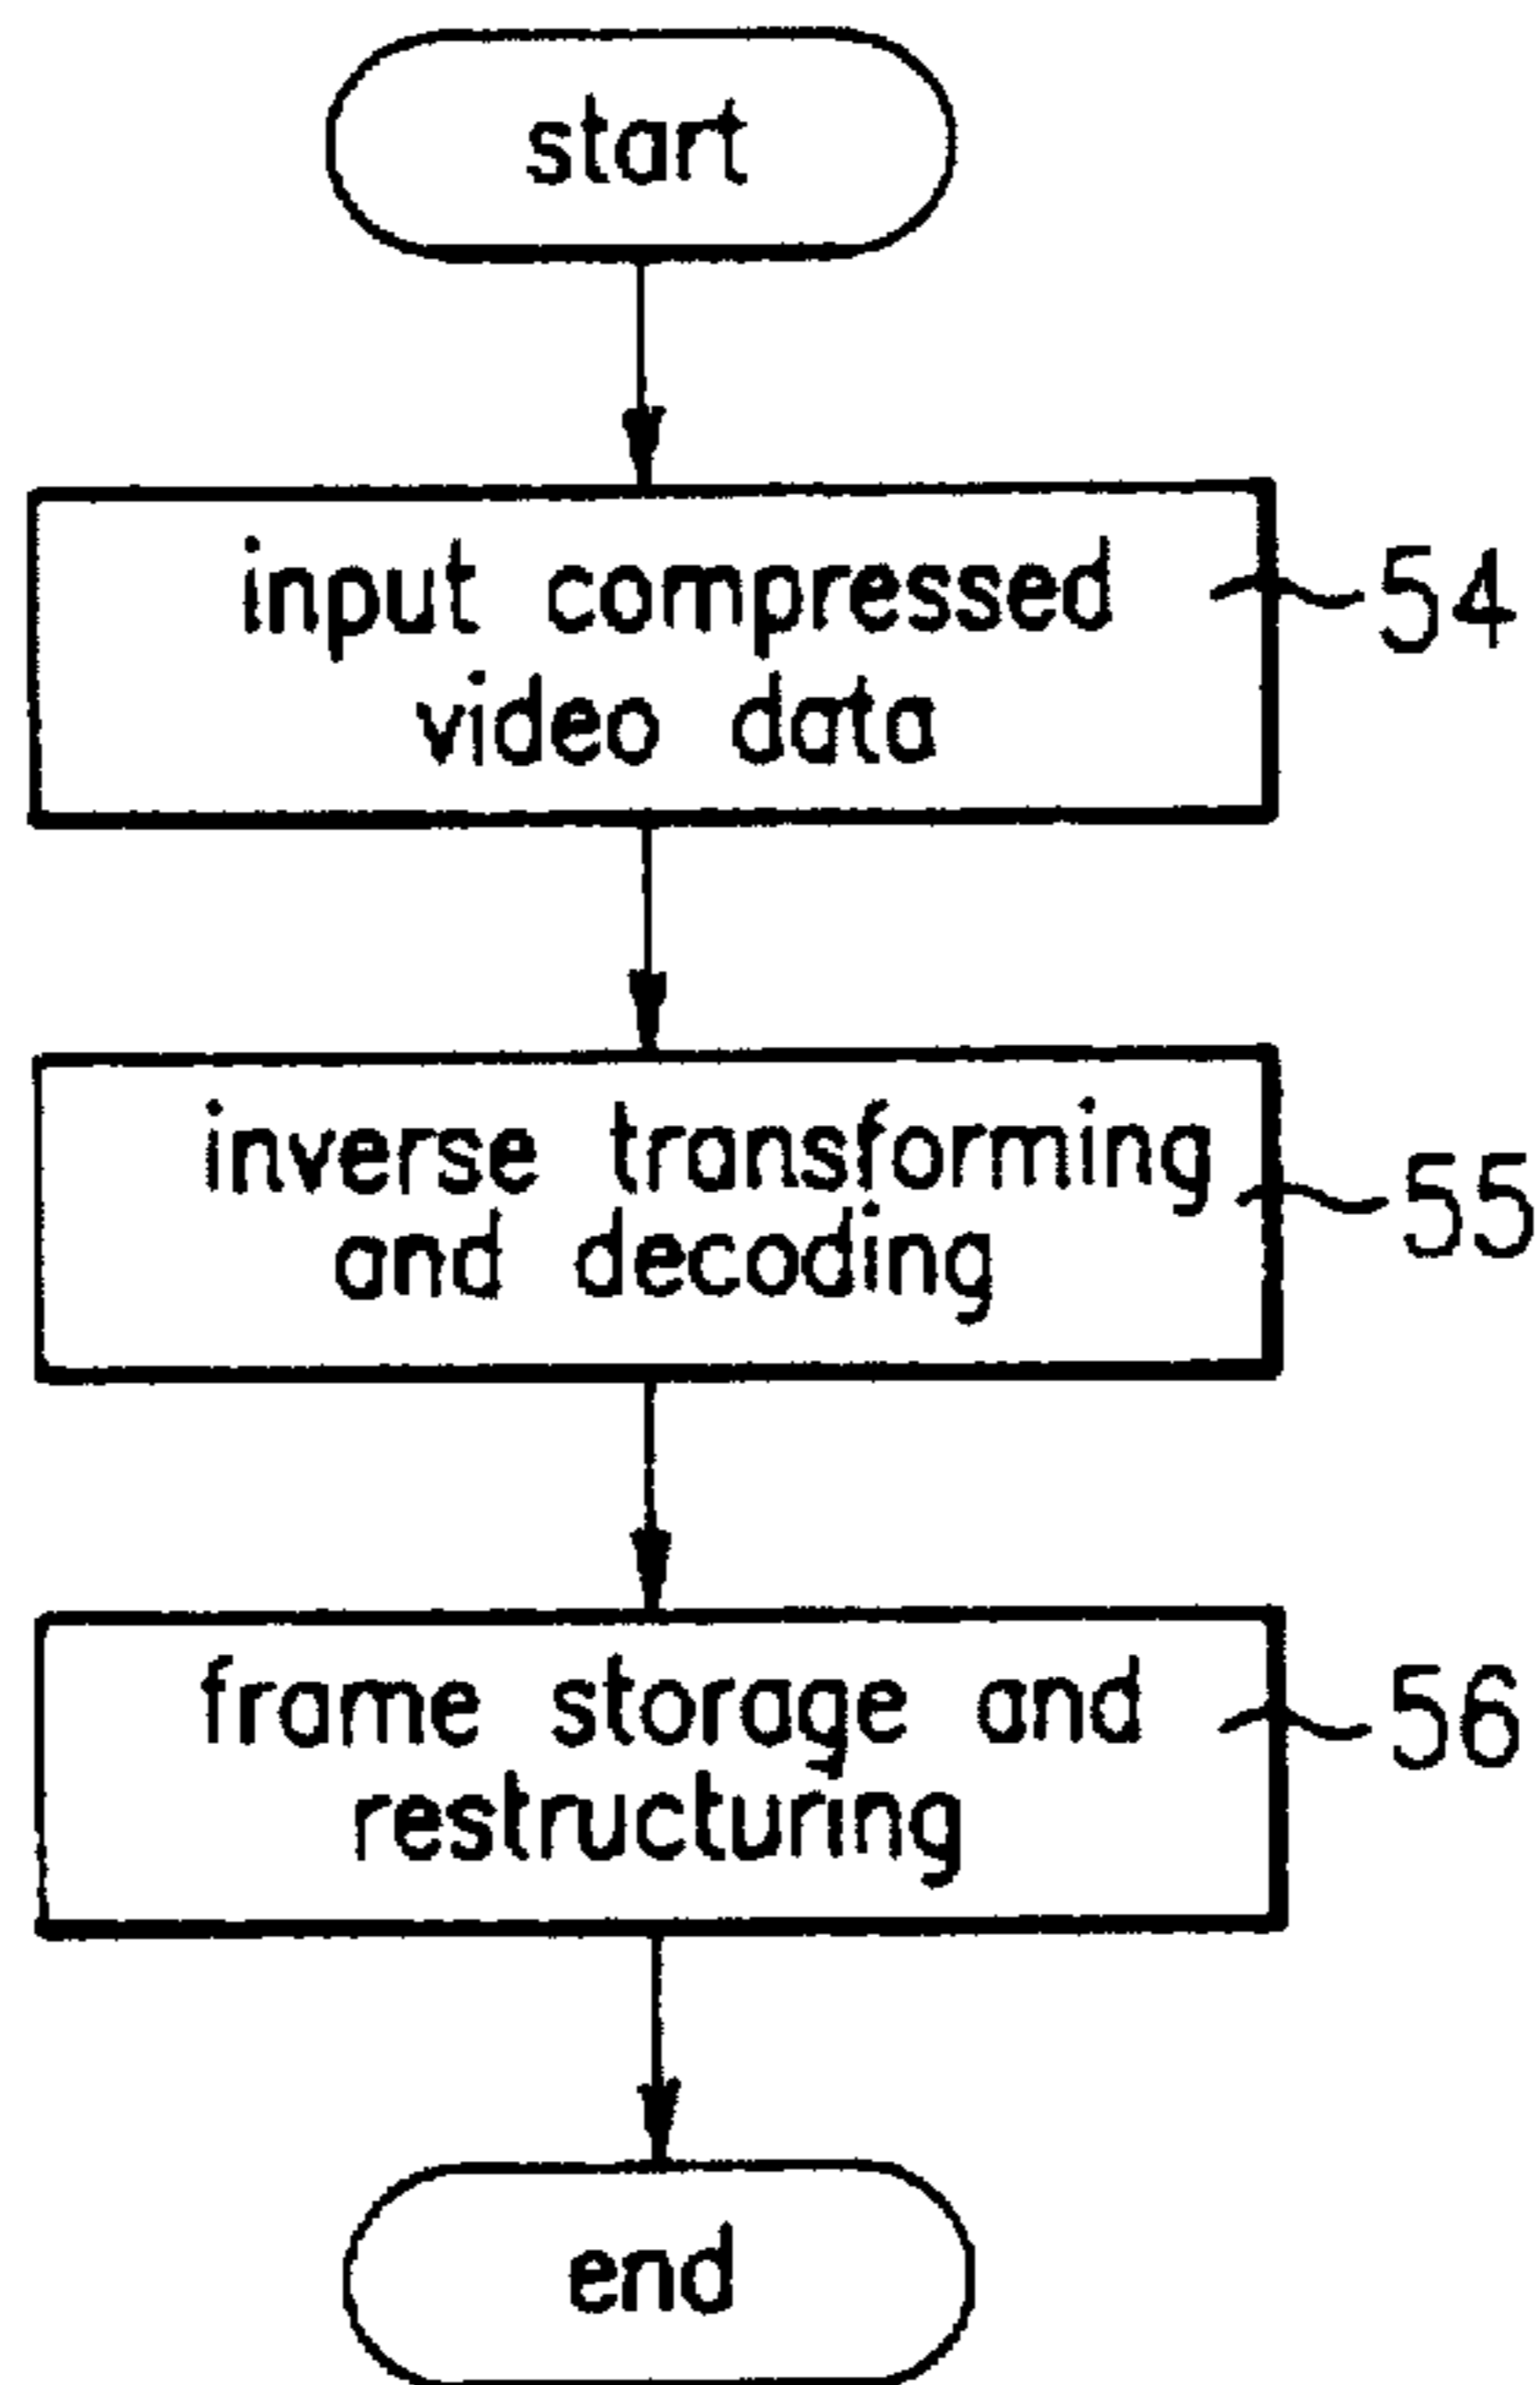 start
input compressed
video data
54
inverse transforming
and decoding
55
frame storage and
restructuring
56
end